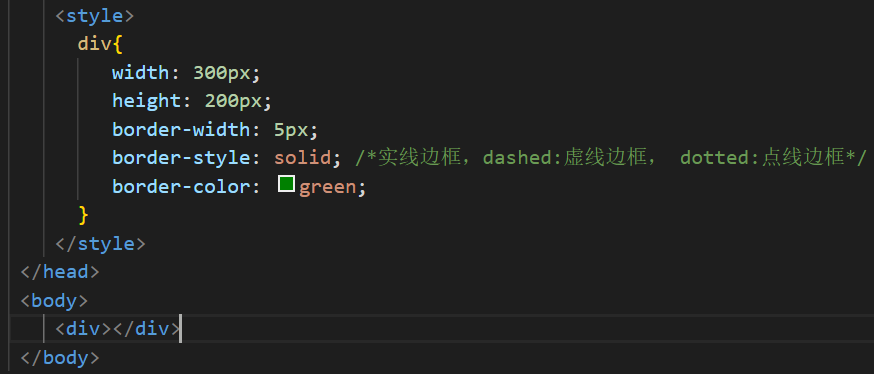 <style>
div{
width: 300px;
height: 200px;
border-width: 5px;
border-style: solid; /*实线边框，dashed:虚线边框， dotted:点线边框*/
border-color: green;
}
</style>
</head>
<body>
<div></div>
</body>